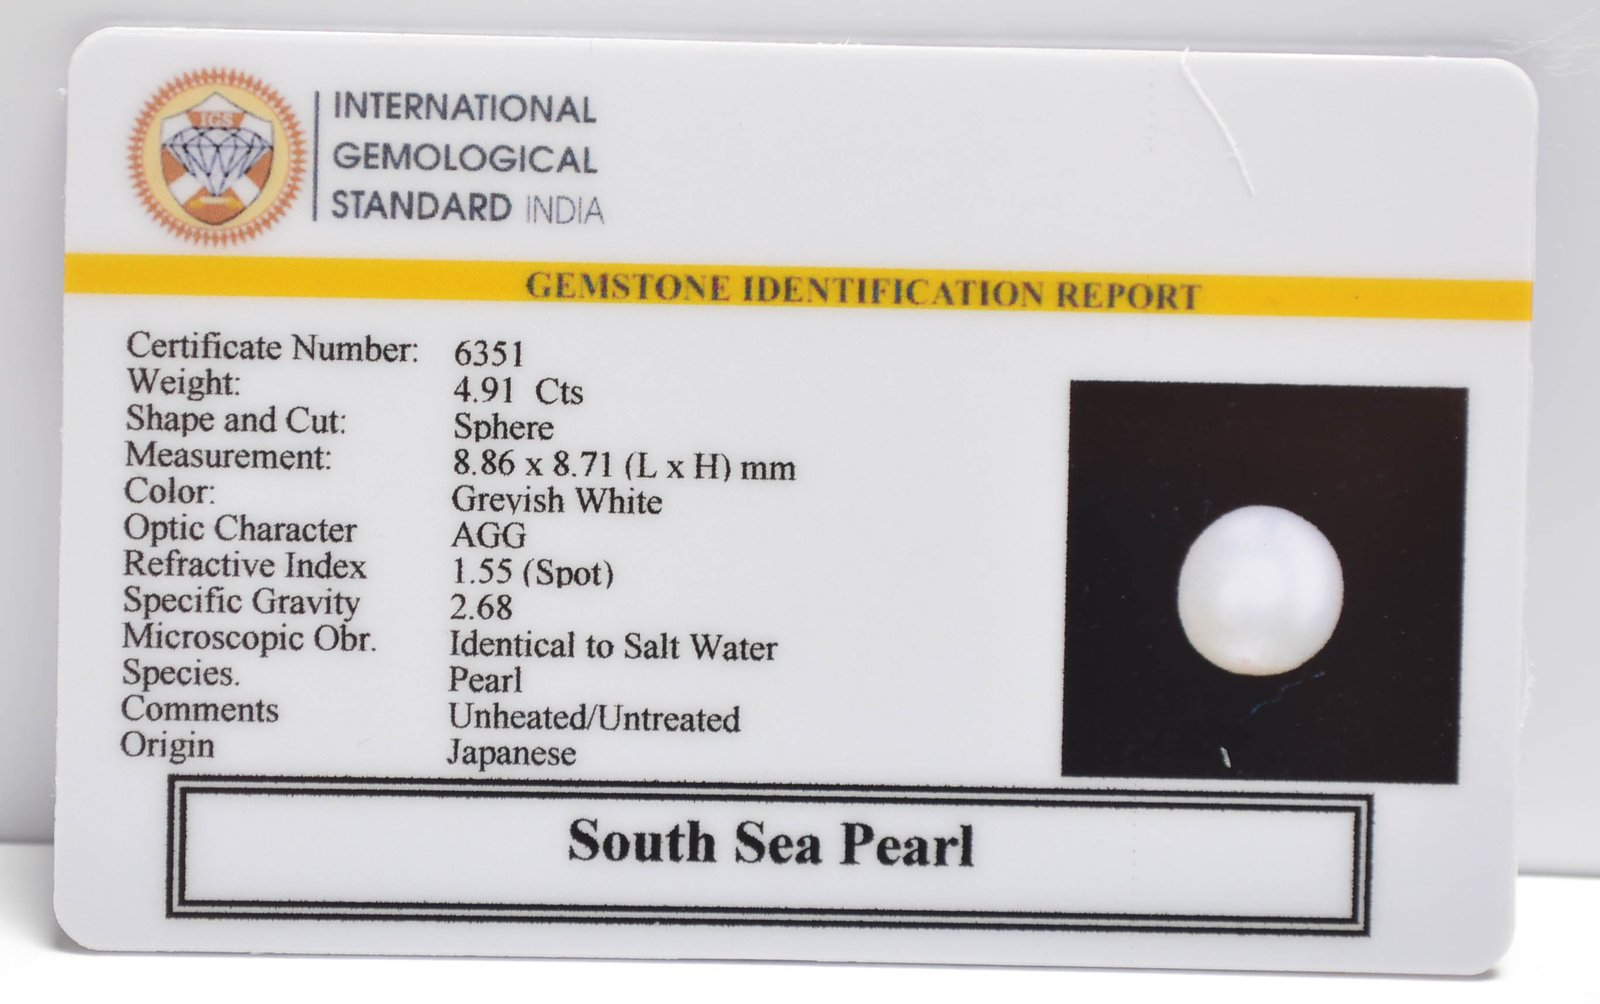 IGS
INTERNATIONAL
GEMOLOGICAL
STANDARD INDIA
GEMSTONE IDENTIFICATION REPORT
Certificate Number: 6351
Weight: 4.91 Cts
Shape and Cut: Sphere
Measurement: 8.86 x 8.71 (L x H) mm
Color: Greyish White
Optic Character AGG
Refractive Index 1.55 (Spot)
Specific Gravity 2.68
Microscopic Obr. Identical to Salt Water
Species. Pearl
Comments Unheated/Untreated
Origin Japanese
South Sea Pearl